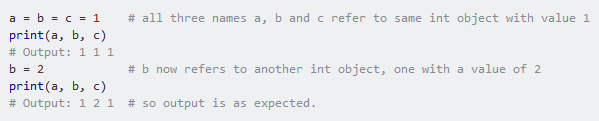 a = b = c = 1    # all three names a, b and c refer to same int object with value 1
print(a, b, c)
# Output: 1 1 1
b = 2            # b now refers to another int object, one with a value of 2
print(a, b, c)
# Output: 1 2 1  # so output is as expected.